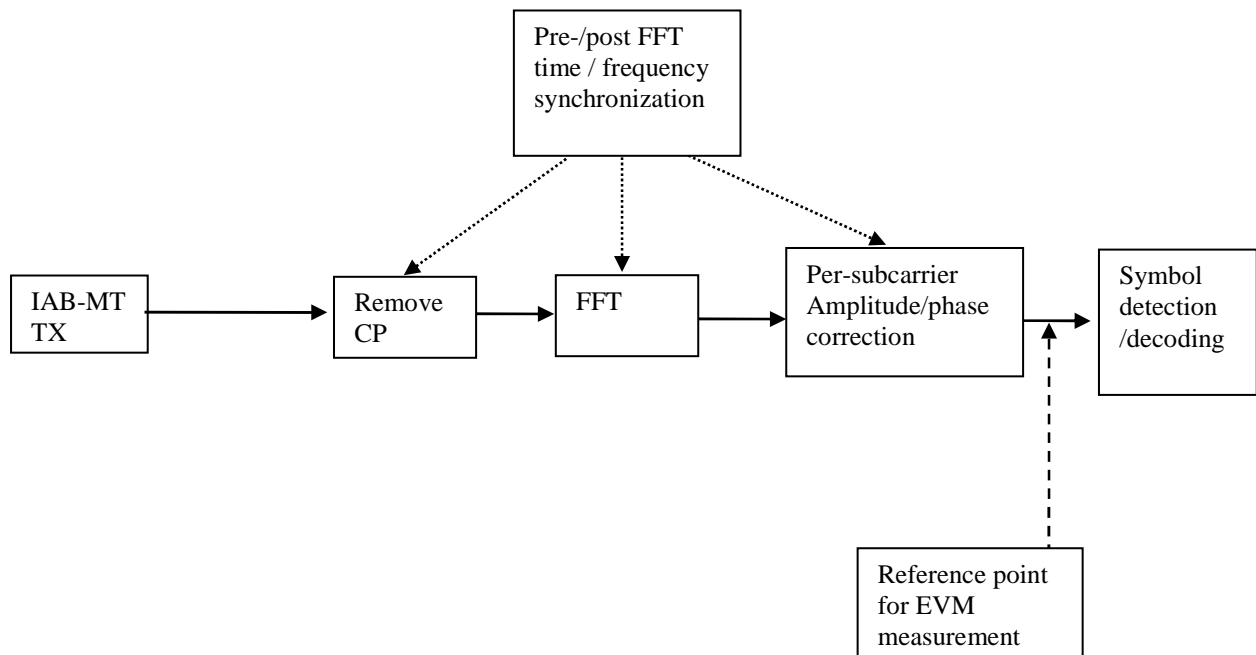 Pre-/post FFT
time / frequency
synchronization
IAB-MT
TX
Remove
CP
FFT
Per-subcarrier
Amplitude/phase
correction
Symbol
detection
/decoding
Reference point
for EVM
measurement